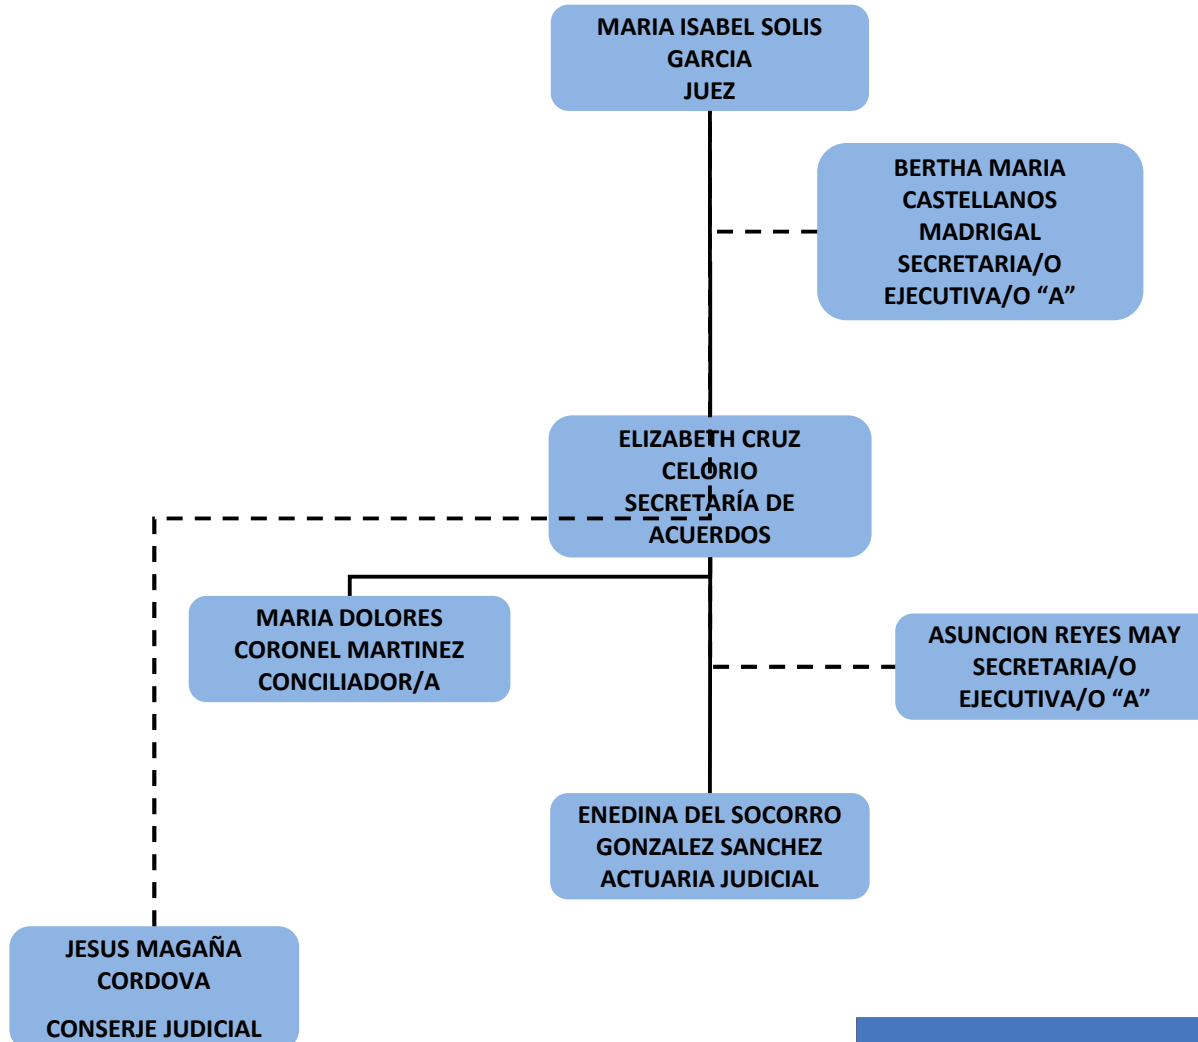 MARIA ISABEL SOLIS
GARCIA
JUEZ
BERTHA MARIA
CASTELLANOS
MADRIGAL
SECRETARIA/O
EJECUTIVA/O “A”
ELIZABETH CRUZ
CELORIO
SECRETARÍA DE
ACUERDOS
MARIA DOLORES
CORONEL MARTINEZ
CONCILIADOR/A
ASUNCION REYES MAY
SECRETARIA/O
EJECUTIVA/O “A”
ENEDINA DEL SOCORRO
GONZALEZ SANCHEZ
ACTUARIA JUDICIAL
JESUS MAGAÑA
CORDOVA
CONSERJE JUDICIAL